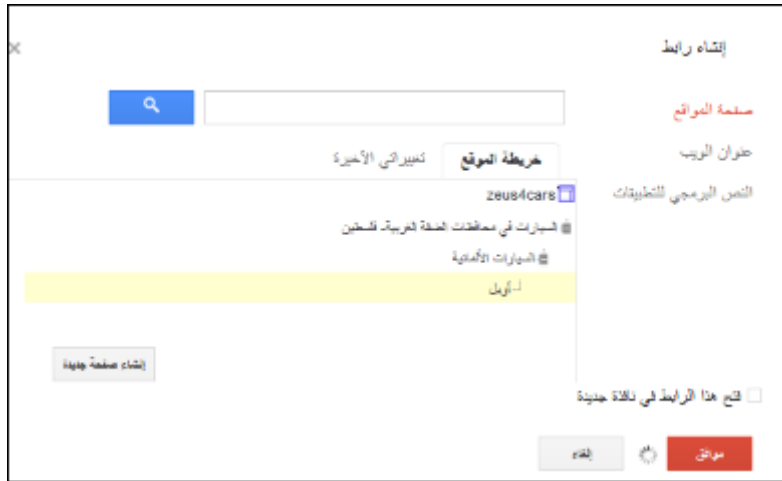 إنشاء رابط
صفحة المواقع
عنوان الويب
النص البرمجي للتطبيقات
خريطة الموقع تغييراتي الأخيرة
zeus4cars
السيارات في محافظات الضفة الغربية- فلسطين
السيارات الألمانية
أوبل
إنشاء صفحة جديدة
فتح هذا الرابط في نافذة جديدة
موافق إلغاء